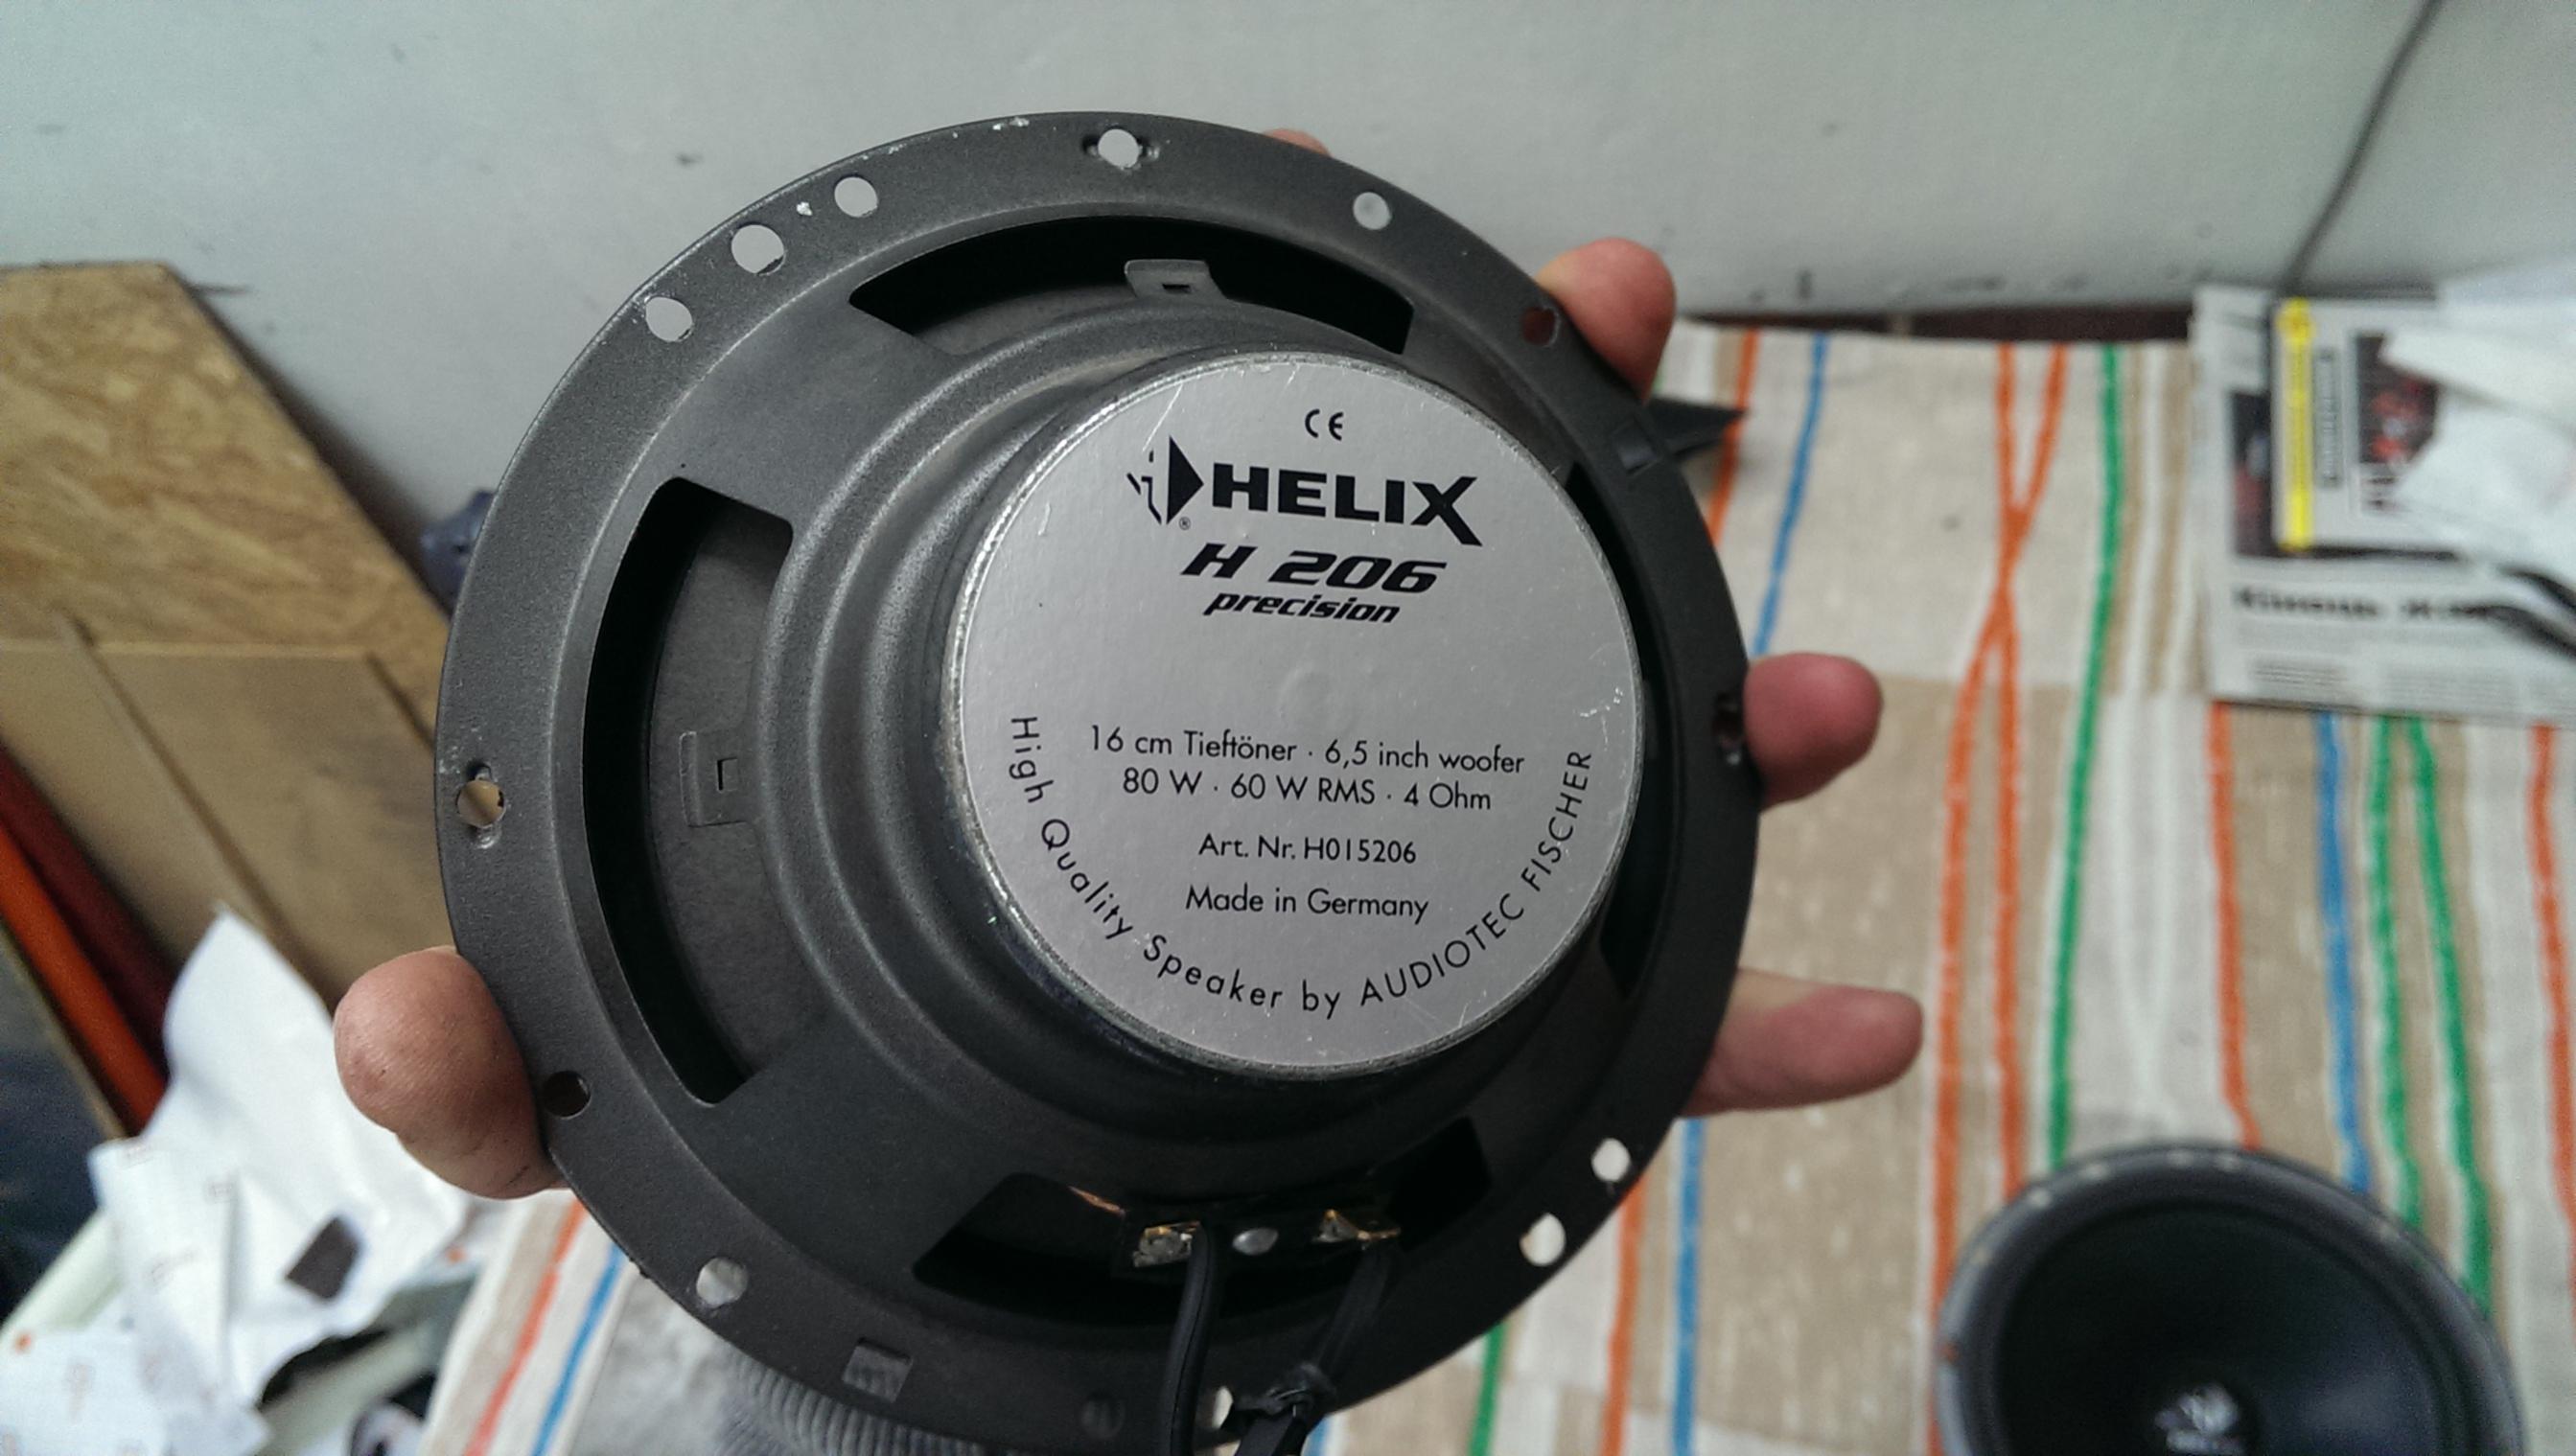 CE
HELIX
®
H 206
precision
16 cm Tieftöner · 6,5 inch woofer
80 W · 60 W RMS · 4 Ohm
Art. Nr. H015206
Made in Germany
High Quality Speaker by AUDIOTEC FISCHER